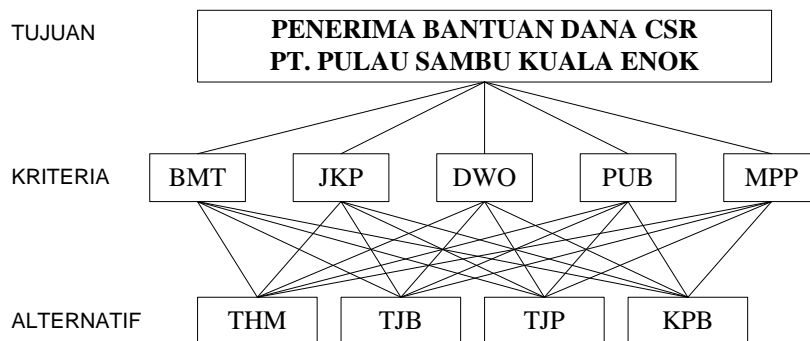 TUJUAN
PENERIMA BANTUAN DANA CSR
PT. PULAU SAMBU KUALA ENOK
KRITERIA BMT JKP DWO PUB MPP
ALTERNATIF THM TJB TJP KPB